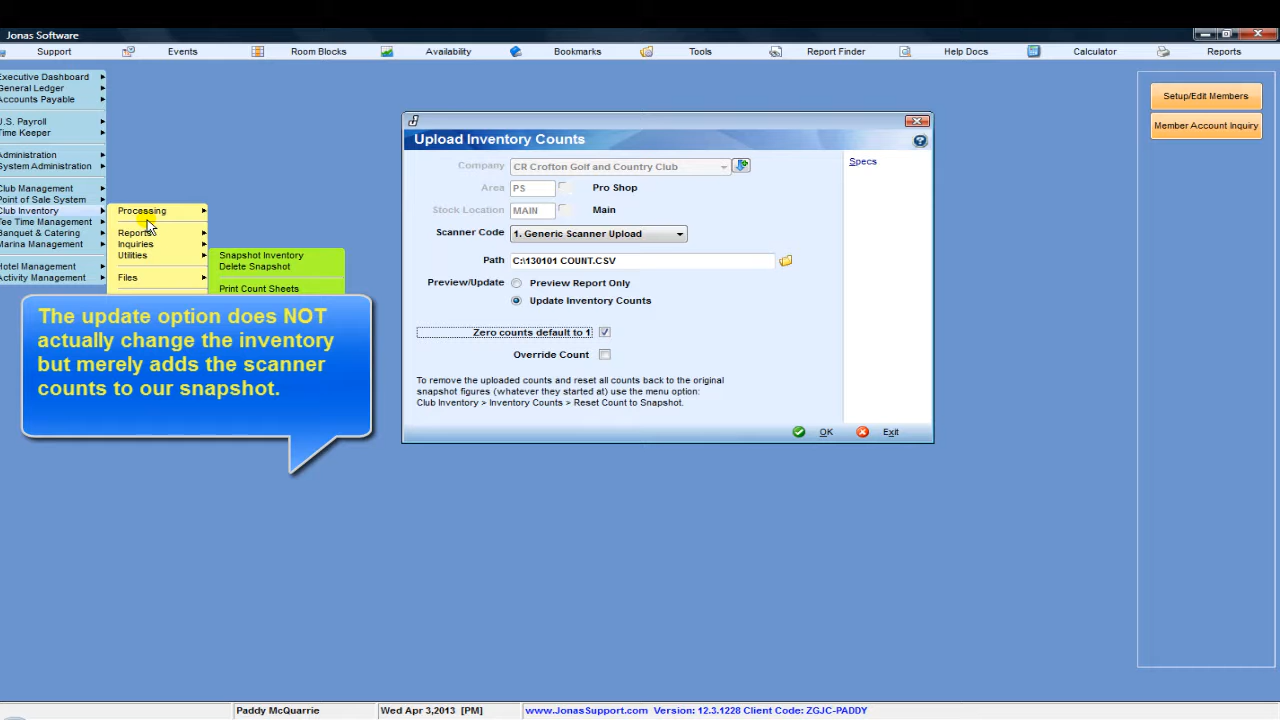 Jonas Software
Support
Events
Room Blocks
Availability
Bookmarks
Tools
Report Finder
Help Docs
Calculator
Reports
Executive Dashboard
General Ledger
Accounts Payable
U.S. Payroll
Time Keeper
Administration
System Administration
Club Management
Point of Sale System
Club Inventory
Tee Time Management
Banquet & Catering
Marina Management
Hotel Management
Activity Management
Processing
Reports
Inquiries
Utilities
Files
Snapshot Inventory
Delete Snapshot
Print Count Sheets
The update option does NOT
actually change the inventory
but merely adds the scanner
counts to our snapshot.
Upload Inventory Counts
Company CR Crofton Golf and Country Club
Area PS Pro Shop
Stock Location MAIN Main
Scanner Code 1. Generic Scanner Upload
Path C:\130101 COUNT.CSV
Preview/Update Preview Report Only
Update Inventory Counts
Zero counts default to 1
Override Count
To remove the uploaded counts and reset all counts back to the original
snapshot figures (whatever they started at) use the menu option:
Club Inventory > Inventory Counts > Reset Count to Snapshot.
OK Exit
Specs
Setup/Edit Members
Member Account Inquiry
Paddy McQuarrie
Wed Apr 3,2013 [PM]
www.JonasSupport.com Version: 12.3.1228 Client Code: ZGJC-PADDY